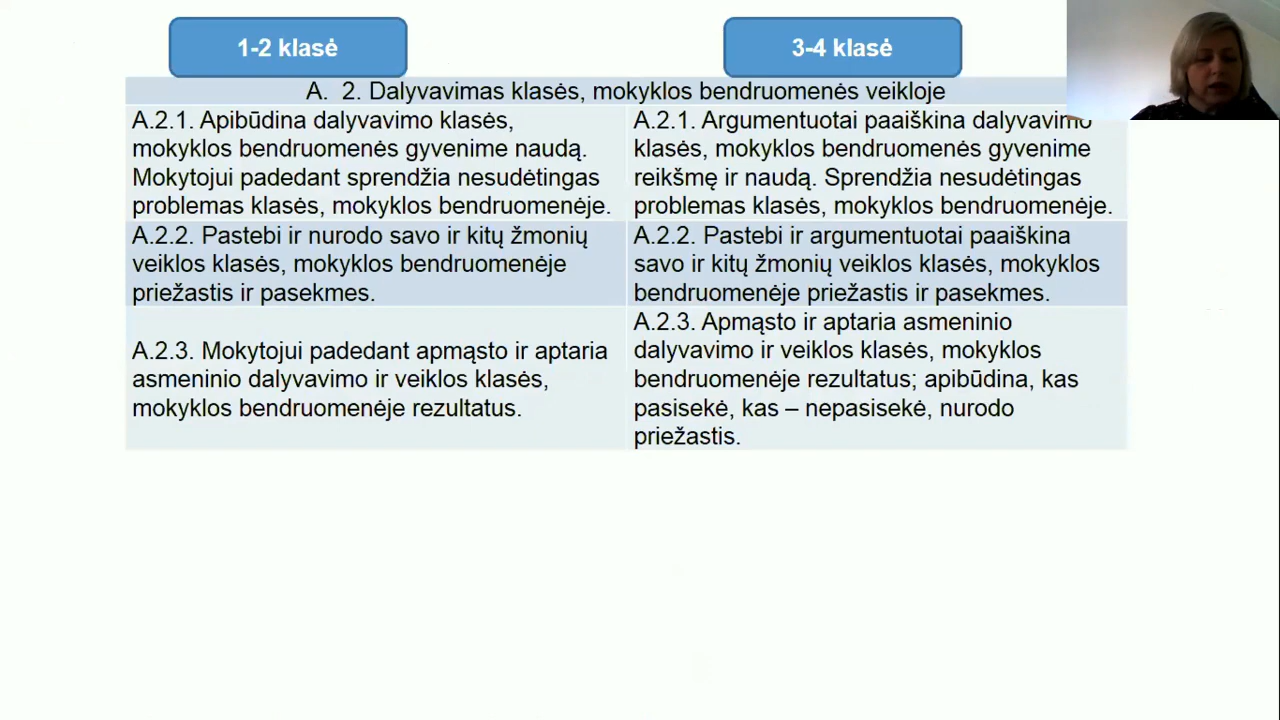 1-2 klasė
3-4 klasė
A. 2. Dalyvavimas klasės, mokyklos bendruomenės veikloje
A.2.1. Apibūdina dalyvavimo klasės,
mokyklos bendruomenės gyvenime naudą.
Mokytojui padedant sprendžia nesudėtingas
problemas klasės, mokyklos bendruomenėje.
A.2.1. Argumentuotai paaiškina dalyvavimo
klasės, mokyklos bendruomenės gyvenime
reikšmę ir naudą. Sprendžia nesudėtingas
problemas klasės, mokyklos bendruomenėje.
A.2.2. Pastebi ir nurodo savo ir kitų žmonių
veiklos klasės, mokyklos bendruomenėje
priežastis ir pasekmes.
A.2.2. Pastebi ir argumentuotai paaiškina
savo ir kitų žmonių veiklos klasės, mokyklos
bendruomenėje priežastis ir pasekmes.
A.2.3. Mokytojui padedant apmąsto ir aptaria
asmeninio dalyvavimo ir veiklos klasės,
mokyklos bendruomenėje rezultatus.
A.2.3. Apmąsto ir aptaria asmeninio
dalyvavimo ir veiklos klasės, mokyklos
bendruomenėje rezultatus; apibūdina, kas
pasisekė, kas – nepasisekė, nurodo
priežastis.